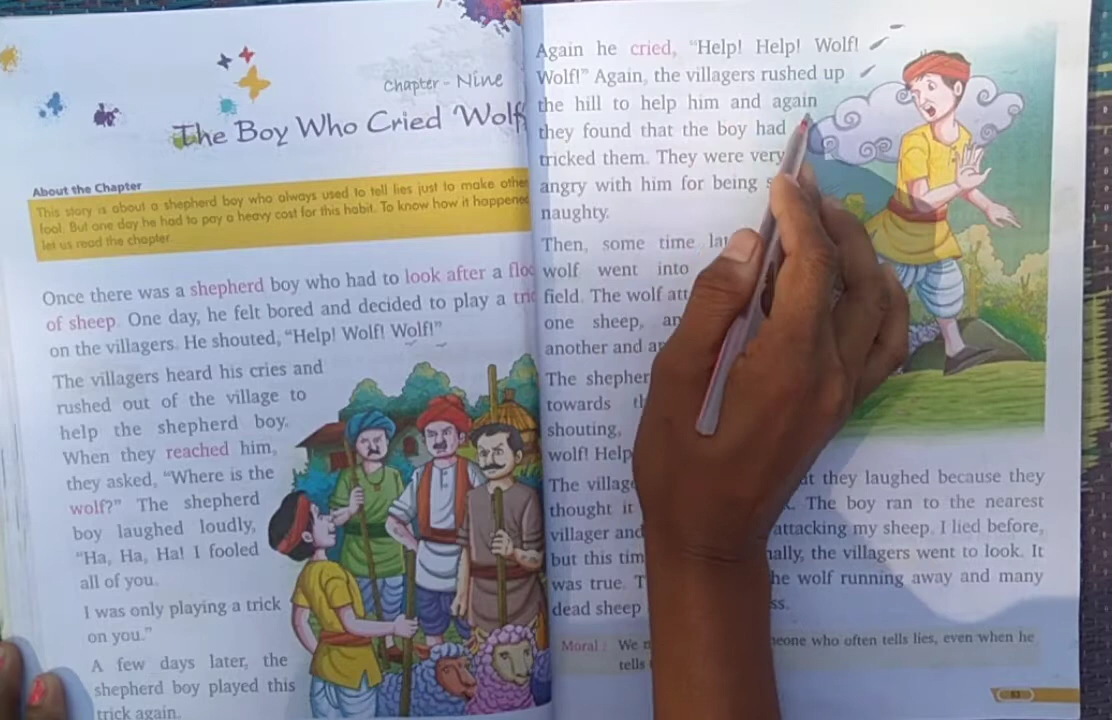 Chapter - Nine
The Boy Who Cried Wolf
About the Chapter
This story is about a shepherd boy who always used to tell lies just to make other
fool. But one day he had to pay a heavy cost for this habit. To know how it happened
let us read the chapter
Once there was a shepherd boy who had to look after a
of sheep. One day, he felt bored and decided to play a
on the villagers. He shouted, “Help! Wolf! Wolf!”
The villagers heard his cries and
rushed out of the village to
help the shepherd boy.
When they reached him,
they asked, “Where is the
wolf?” The shepherd
boy laughed loudly,
“Ha, Ha, Ha! I fooled
all of you.
I was only playing a trick
on you.”
A few days later, the
shepherd boy played this
trick again.
Again he cried, “Help! Help! Wolf!
Wolf!” Again, the villagers rushed up
the hill to help him and again
they found that the boy had
tricked them. They were very
angry with him for being
naughty.
Then, some time
wolf went into
field. The wolf
one sheep,
another and
The
towards
shouting,
wolf! Help
The they laughed because they
thought it The boy ran to the nearest
villager and attacking my sheep. I lied before,
but this the villagers went to look. It
was true. wolf running away and many
dead sheep
Moral : We who often tells lies, even when he
tells